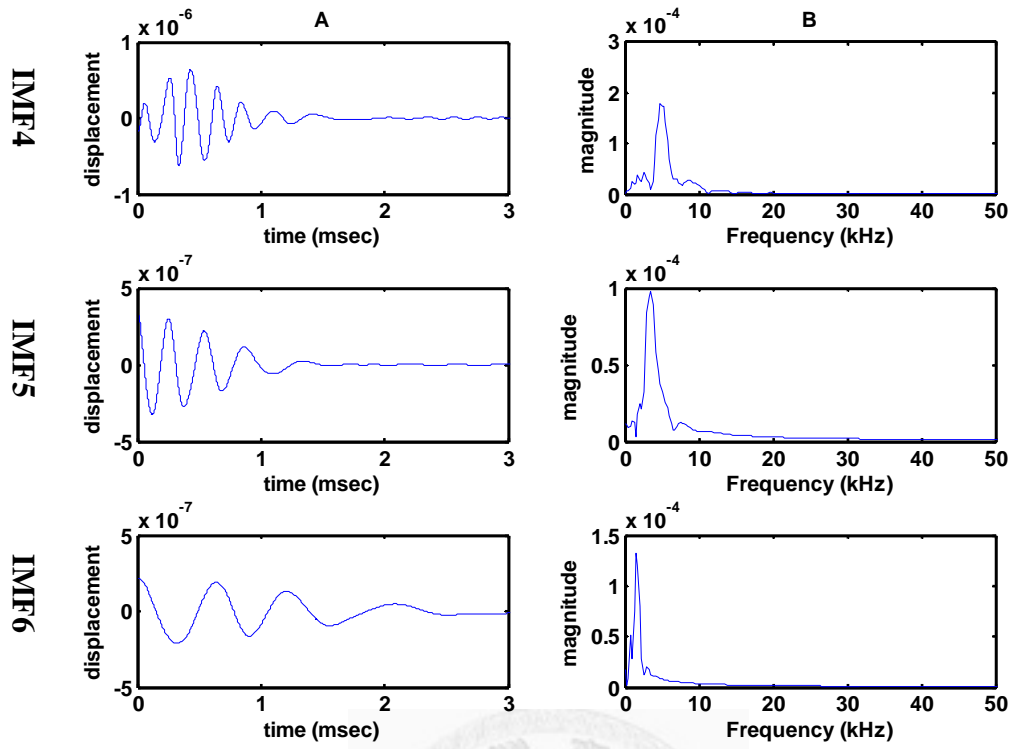 A
B
IMF4
x 10^-6
displacement
1
0
-1
0 1 2 3
time (msec)
x 10^-4
magnitude
3
2
1
0
0 10 20 30 40 50
Frequency (kHz)
IMF5
x 10^-7
displacement
5
0
-5
0 1 2 3
time (msec)
x 10^-4
magnitude
1
0.5
0
0 10 20 30 40 50
Frequency (kHz)
IMF6
x 10^-7
displacement
5
0
-5
0 1 2 3
time (msec)
x 10^-4
magnitude
1.5
1
0.5
0
0 10 20 30 40 50
Frequency (kHz)